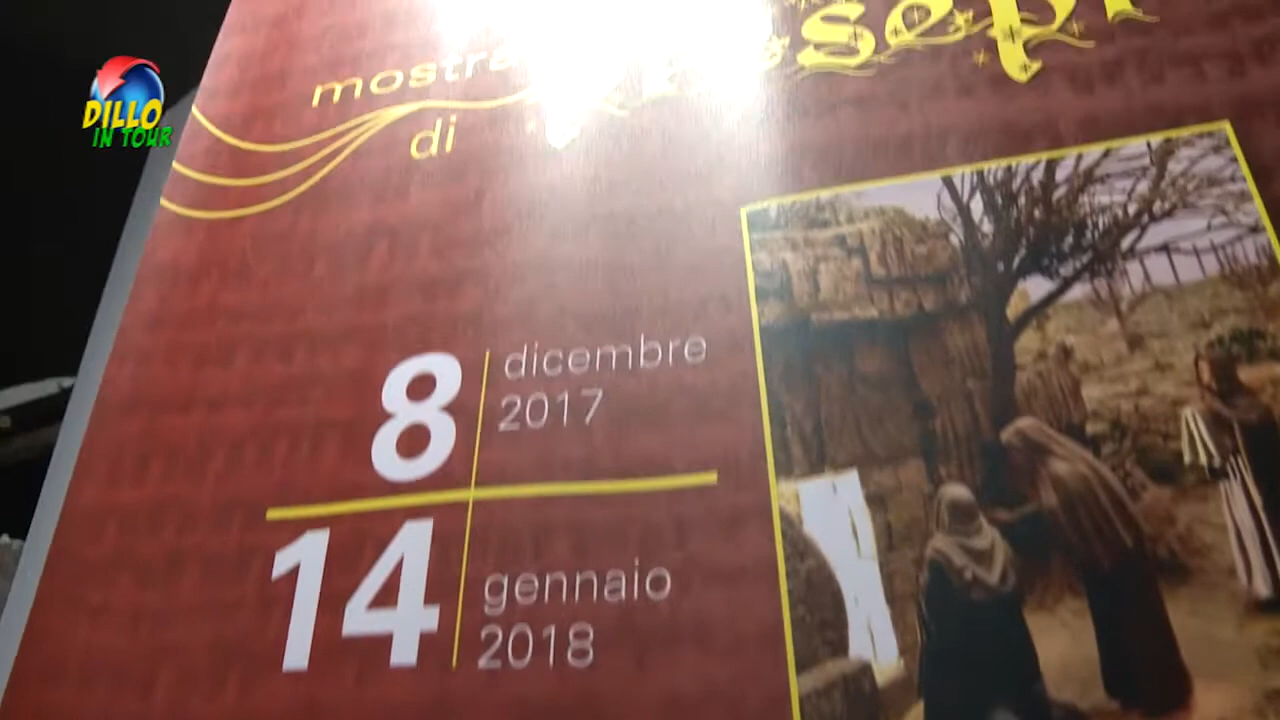 DILLO
IN TOUR
mostra
di
8 dicembre
2017
14 gennaio
2018